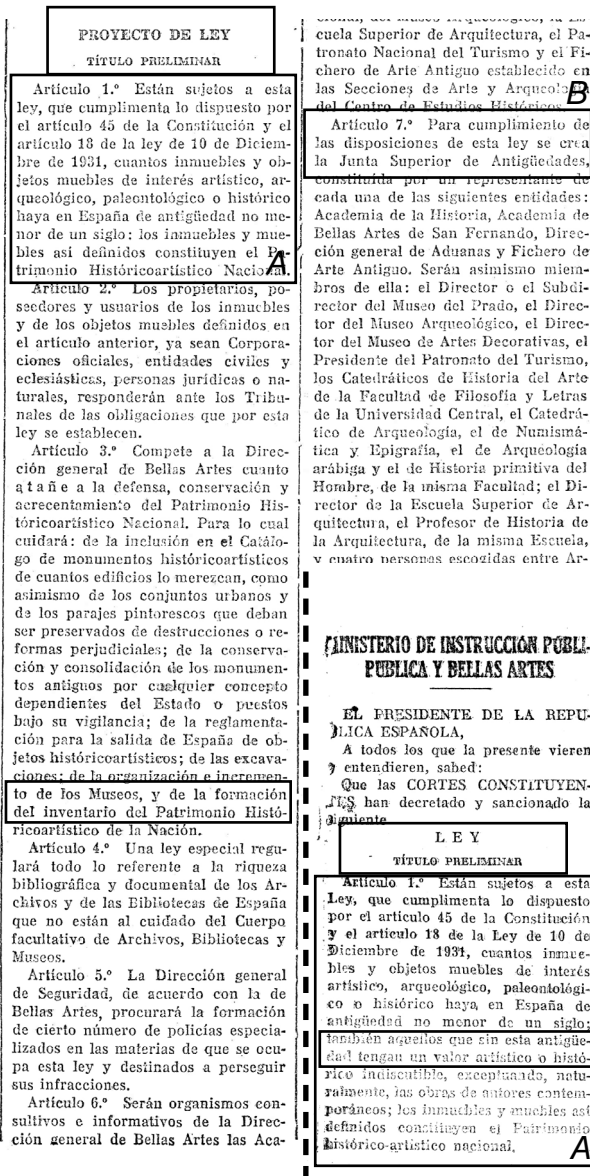 PROYECTO DE LEY
TÍTULO PRELIMINAR
Artículo 1.º Están sujetos a esta
ley, que cumplimenta lo dispuesto por
el artículo 45 de la Constitución y el
artículo 18 de la ley de 10 de Diciem-
bre de 1931, cuantos inmuebles y ob-
jetos muebles de interés artístico, ar-
queológico, paleontológico o histórico
haya en España de antigüedad no me-
nor de un siglo: los inmuebles y mue-
bles así definidos constituyen el Pa-
trimonio Históricoartístico Nacional.
A
Artículo 2.º Los propietarios, po-
seedores y usuarios de los inmuebles
y de los objetos muebles definidos en
el artículo anterior, ya sean Corpora-
ciones oficiales, entidades civiles y
eclesiásticas, personas jurídicas o na-
turales, responderán ante los Tribu-
nales de las obligaciones que por esta
ley se establecen.
Artículo 3.º Compete a la Direc-
ción general de Bellas Artes cuanto
atañe a la defensa, conservación y
acrecentamiento del Patrimonio His-
tóricoartístico Nacional. Para lo cual
cuidará: de la inclusión en el Catálo-
go de monumentos históricoartísticos
de cuantos edificios lo merezcan, como
asimismo de los conjuntos urbanos y
de los parajes pintorescos que deban
ser preservados de destrucciones o re-
formas perjudiciales; de la conserva-
ción y consolidación de los monumen-
tos antiguos por cualquier concepto
dependientes del Estado o puestos
bajo su vigilancia; de la reglamenta-
ción para la salida de España de ob-
jetos históricoartísticos; de las excava-
ciones; de la organización e incremen-
to de los Museos, y de la formación
del inventario del Patrimonio Histó-
ricoartístico de la Nación.
Artículo 4.º Una ley especial regu-
lará todo lo referente a la riqueza
bibliográfica y documental de los Ar-
chivos y de las Bibliotecas de España
que no están al cuidado del Cuerpo
facultativo de Archivos, Bibliotecas y
Museos.
Artículo 5.º La Dirección general
de Seguridad, de acuerdo con la de
Bellas Artes, procurará la formación
de cierto número de policías especia-
lizados en las materias de que se ocu-
pa esta ley y destinados a perseguir
sus infracciones.
Artículo 6.º Serán organismos con-
sultivos e informativos de la Direc-
ción general de Bellas Artes las Aca-
cuela Superior de Arquitectura, el Pa-
tronato Nacional del Turismo y el Fi-
chero de Arte Antiguo establecido en
las Secciones de Arte y Arqueología
del Centro de Estudios Históricos.
B
Artículo 7.º Para cumplimiento de
las disposiciones de esta ley se crea
la Junta Superior de Antigüedades,
constituída por un representante de
cada una de las siguientes entidades:
Academia de la Historia, Academia de
Bellas Artes de San Fernando, Direc-
ción general de Aduanas y Fichero de
Arte Antiguo. Serán asimismo miem-
bros de ella: el Director o el Subdi-
rector del Museo del Prado, el Direc-
tor del Museo Arqueológico, el Direc-
tor del Museo de Artes Decorativas, el
Presidente del Patronato del Turismo,
los Catedráticos de Historia del Arte
de la Facultad de Filosofía y Letras
de la Universidad Central, el Catedrá-
tico de Arqueología, el de Numismá-
tica y Epigrafía, el de Arqueología
arábiga y el de Historia primitiva del
Hombre, de la misma Facultad; el Di-
rector de la Escuela Superior de Ar-
quitectura, el Profesor de Historia de
la Arquitectura, de la misma Escuela,
y cuatro personas escogidas entre Ar-
MINISTERIO DE INSTRUCCIÓN PUBLI-
PUBLICA Y BELLAS ARTES
EL PRESIDENTE DE LA REPU-
BLICA ESPAÑOLA,
A todos los que la presente vieren
y entendieren, sabed:
Que las CORTES CONSTITUYEN-
TES han decretado y sancionado la
siguiente
LEY
TÍTULO PRELIMINAR
Artículo 1.º Están sujetos a esta
Ley, que cumplimenta lo dispuesto
por el artículo 45 de la Constitución
y el artículo 18 de la Ley de 10 de
Diciembre de 1931, cuantos inmue-
bles y objetos muebles de interés
artístico, arqueológico, paleontológi-
co o histórico haya en España de
antigüedad no menor de un siglo;
también aquellos que sin esta antigüe-
dad tengan un valor artístico o histó-
rico indiscutible, exceptuando, natu-
ralmente, las obras de autores contem-
poráneos; los inmuebles y muebles así
definidos constituyen el Patrimonio
histórico-artístico nacional.
A